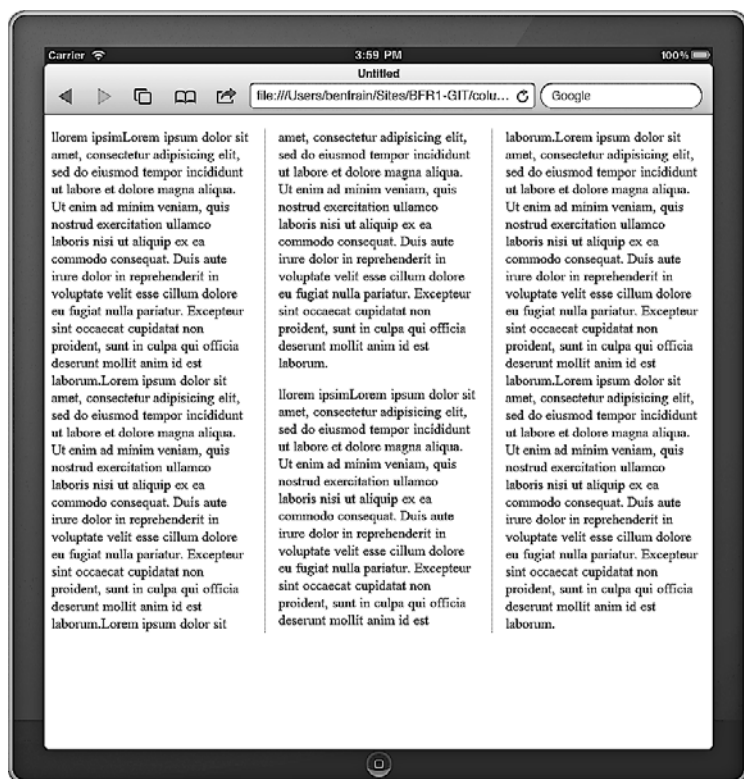 Carrier 3:59 PM 100%
Untitled
file:///Users/benfrain/Sites/BFR1-GIT/colu... Google
llorem ipsimLorem ipsum dolor sit
amet, consectetur adipisicing elit,
sed do eiusmod tempor incididunt
ut labore et dolore magna aliqua.
Ut enim ad minim veniam, quis
nostrud exercitation ullamco
laboris nisi ut aliquip ex ea
commodo consequat. Duis aute
irure dolor in reprehenderit in
voluptate velit esse cillum dolore
eu fugiat nulla pariatur. Excepteur
sint occaecat cupidatat non
proident, sunt in culpa qui officia
deserunt mollit anim id est
laborum.Lorem ipsum dolor sit
amet, consectetur adipisicing elit,
sed do eiusmod tempor incididunt
ut labore et dolore magna aliqua.
Ut enim ad minim veniam, quis
nostrud exercitation ullamco
laboris nisi ut aliquip ex ea
commodo consequat. Duis aute
irure dolor in reprehenderit in
voluptate velit esse cillum dolore
eu fugiat nulla pariatur. Excepteur
sint occaecat cupidatat non
proident, sunt in culpa qui officia
deserunt mollit anim id est
laborum.Lorem ipsum dolor sit
amet, consectetur adipisicing elit,
sed do eiusmod tempor incididunt
ut labore et dolore magna aliqua.
Ut enim ad minim veniam, quis
nostrud exercitation ullamco
laboris nisi ut aliquip ex ea
commodo consequat. Duis aute
irure dolor in reprehenderit in
voluptate velit esse cillum dolore
eu fugiat nulla pariatur. Excepteur
sint occaecat cupidatat non
proident, sunt in culpa qui officia
deserunt mollit anim id est
laborum.
llorem ipsimLorem ipsum dolor sit
amet, consectetur adipisicing elit,
sed do eiusmod tempor incididunt
ut labore et dolore magna aliqua.
Ut enim ad minim veniam, quis
nostrud exercitation ullamco
laboris nisi ut aliquip ex ea
commodo consequat. Duis aute
irure dolor in reprehenderit in
voluptate velit esse cillum dolore
eu fugiat nulla pariatur. Excepteur
sint occaecat cupidatat non
proident, sunt in culpa qui officia
deserunt mollit anim id est
laborum.Lorem ipsum dolor sit
amet, consectetur adipisicing elit,
sed do eiusmod tempor incididunt
ut labore et dolore magna aliqua.
Ut enim ad minim veniam, quis
nostrud exercitation ullamco
laboris nisi ut aliquip ex ea
commodo consequat. Duis aute
irure dolor in reprehenderit in
voluptate velit esse cillum dolore
eu fugiat nulla pariatur. Excepteur
sint occaecat cupidatat non
proident, sunt in culpa qui officia
deserunt mollit anim id est
laborum.Lorem ipsum dolor sit
amet, consectetur adipisicing elit,
sed do eiusmod tempor incididunt
ut labore et dolore magna aliqua.
Ut enim ad minim veniam, quis
nostrud exercitation ullamco
laboris nisi ut aliquip ex ea
commodo consequat. Duis aute
irure dolor in reprehenderit in
voluptate velit esse cillum dolore
eu fugiat nulla pariatur. Excepteur
sint occaecat cupidatat non
proident, sunt in culpa qui officia
deserunt mollit anim id est
laborum.